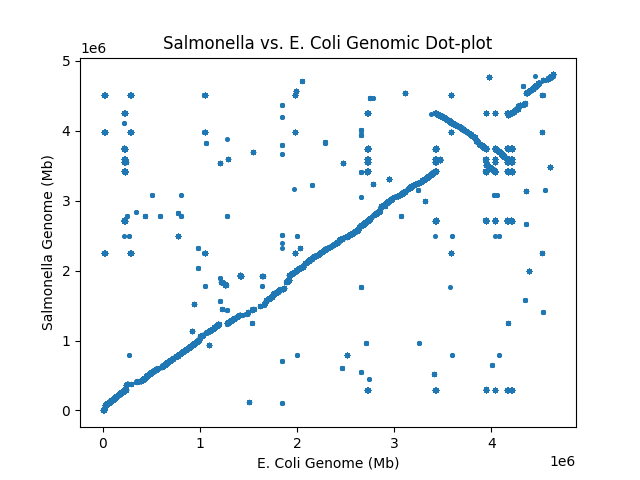 Salmonella vs. E. Coli Genomic Dot-plot
1e6
5
4
3
2
1
0
Salmonella Genome (Mb)
0 1 2 3 4
1e6
E. Coli Genome (Mb)